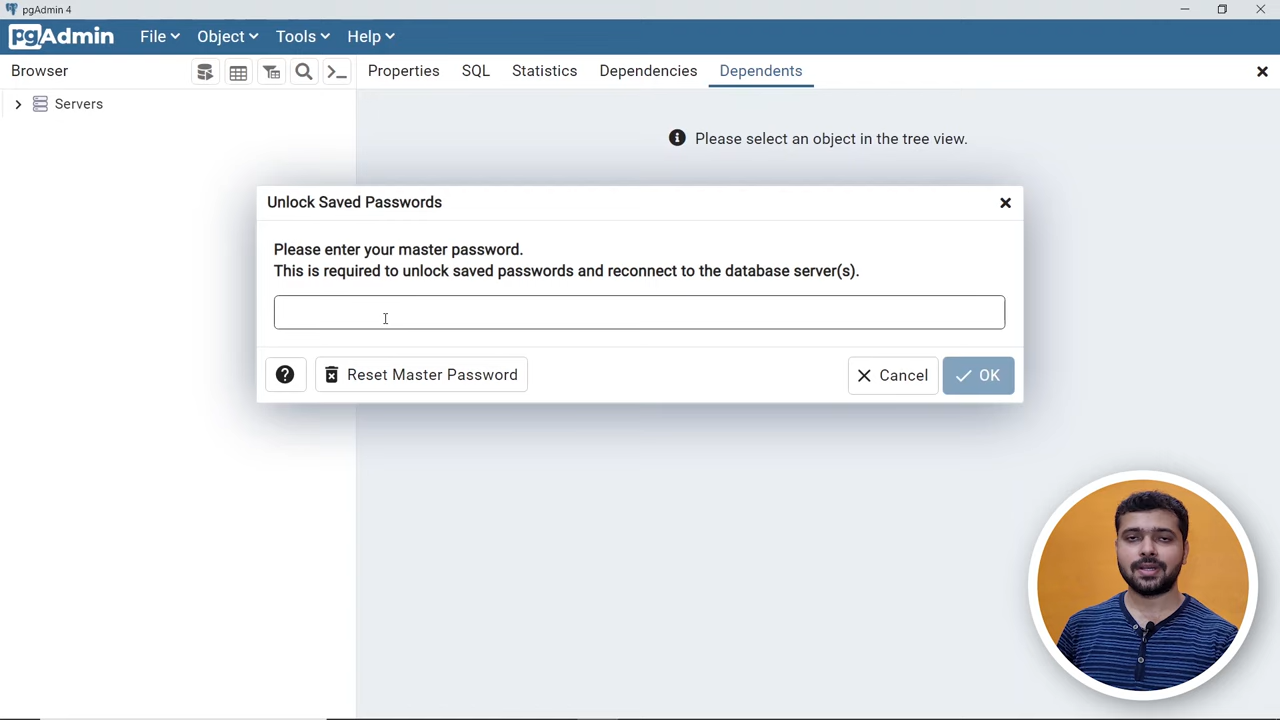 pgAdmin 4
pgAdmin File Object Tools Help
Browser Properties SQL Statistics Dependencies Dependents
Servers
Please select an object in the tree view.
Unlock Saved Passwords
Please enter your master password.
This is required to unlock saved passwords and reconnect to the database server(s).
Reset Master Password Cancel OK